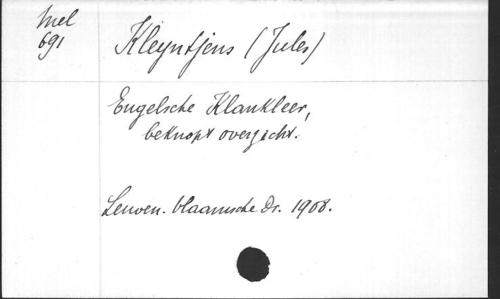 Mel
691
Kleyntjens (Jules)
Engelsche Klankleer,
beknopt overzicht.
Leuven. Vlaamsche Dr. 1908.